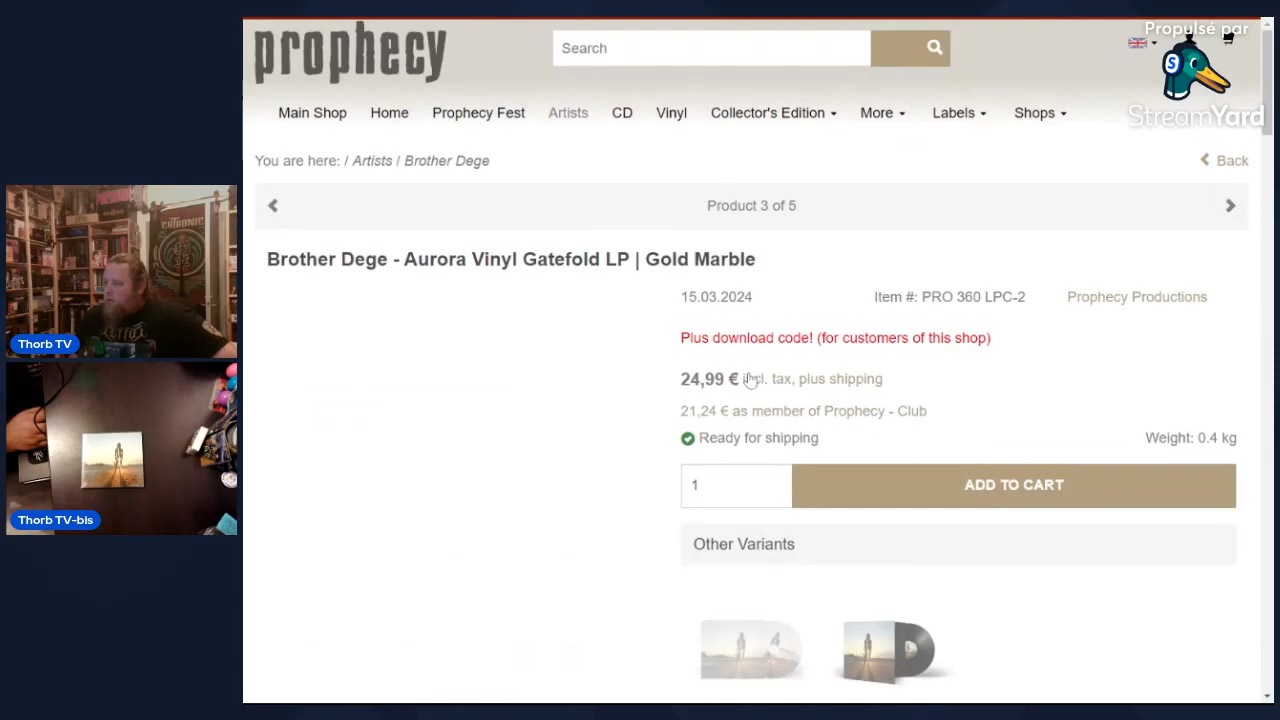 Propulsé par
StreamYard
prophecy
Search
Main Shop Home Prophecy Fest Artists CD Vinyl Collector's Edition More Labels Shops
You are here: / Artists / Brother Dege
Back
Product 3 of 5
Brother Dege - Aurora Vinyl Gatefold LP | Gold Marble
15.03.2024 Item #: PRO 360 LPC-2 Prophecy Productions
Plus download code! (for customers of this shop)
24,99 € incl. tax, plus shipping
21,24 € as member of Prophecy - Club
Ready for shipping Weight: 0.4 kg
1 ADD TO CART
Other Variants
Thorb TV
Thorb TV-bis